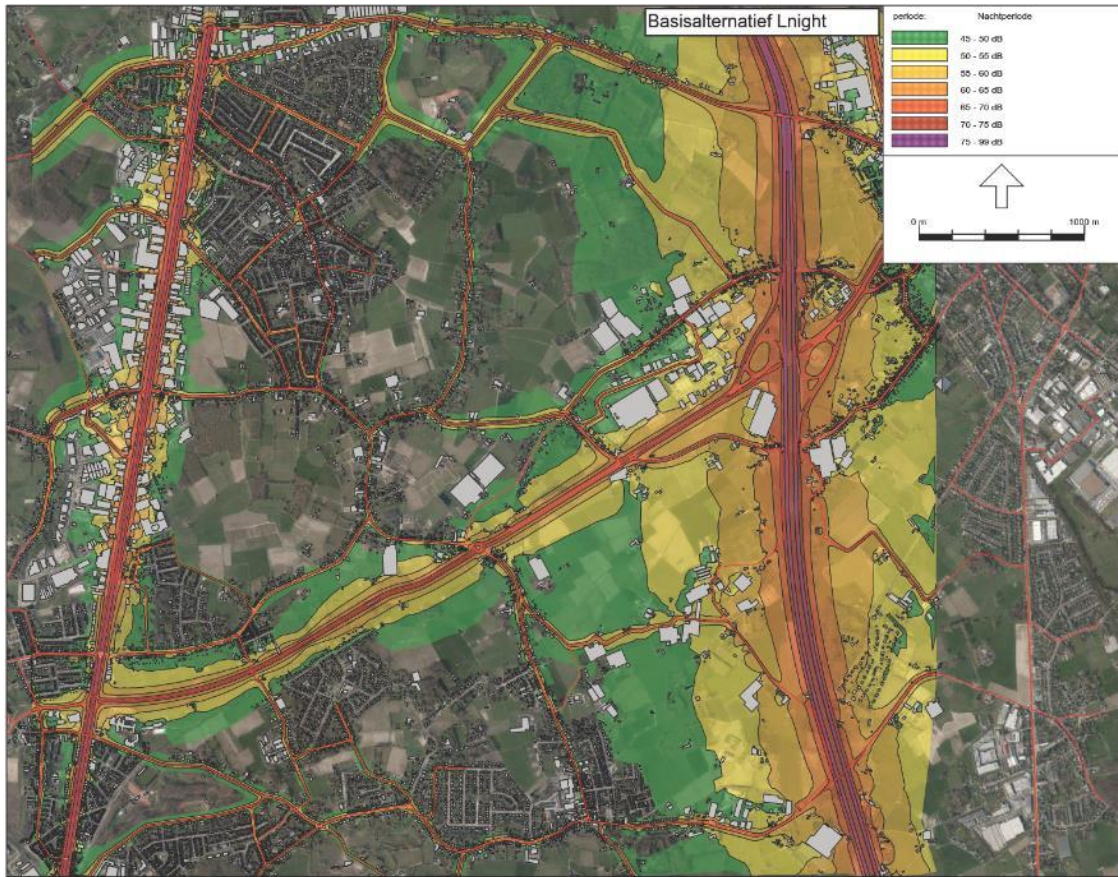 Basisalternatief Lnight
periode: Nachtperiode
45 - 50 dB
50 - 55 dB
55 - 60 dB
60 - 65 dB
65 - 70 dB
70 - 75 dB
75 - 99 dB
0 m 1000 m